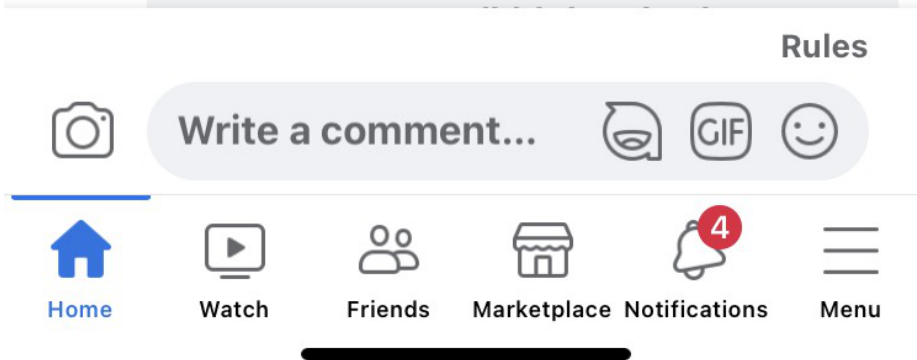 Rules
Write a comment...
GIF
4
Home Watch Friends Marketplace Notifications Menu